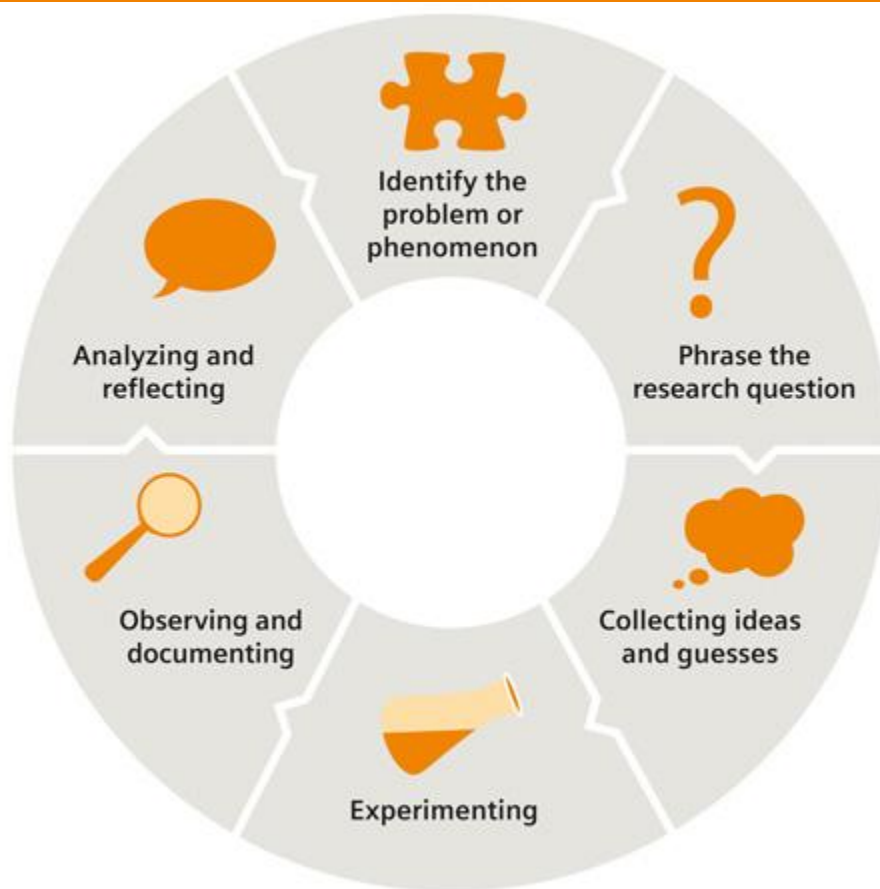 Identify the
problem or
phenomenon
Phrase the
research question
Collecting ideas
and guesses
Experimenting
Observing and
documenting
Analyzing and
reflecting